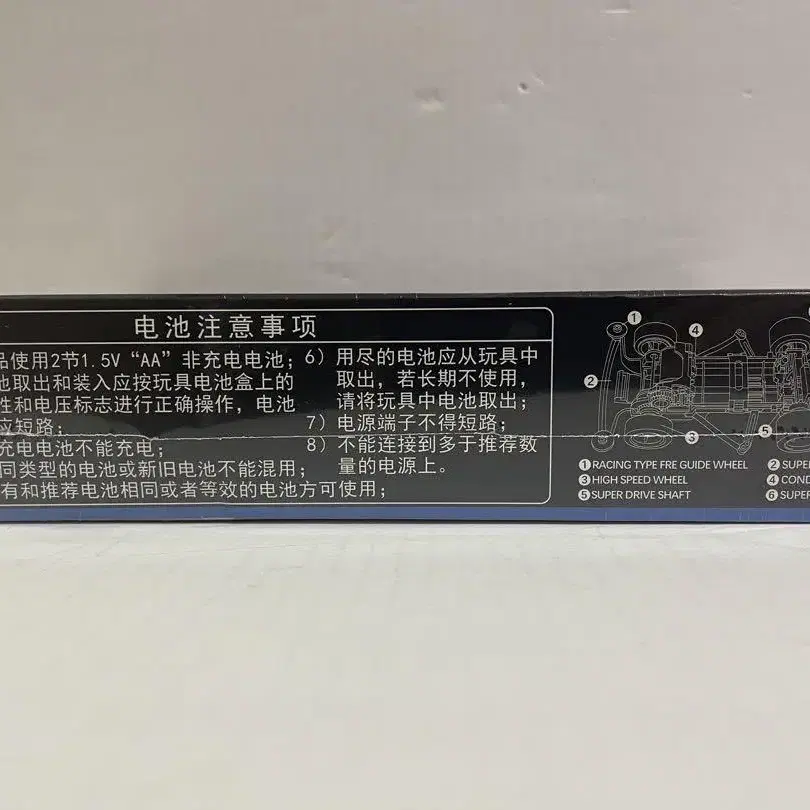 电池注意事项
品使用2节1.5V“AA”非充电电池；
池取出和装入应按玩具电池盒上的
性和电压标志进行正确操作，电池
应短路；
充电电池不能充电；
同类型的电池或新旧电池不能混用；
有和推荐电池相同或者等效的电池方可使用；
6）用尽的电池应从玩具中
取出，若长期不使用，
请将玩具中电池取出；
7）电源端子不得短路；
8）不能连接到多于推荐数
量的电源上。
1
4
2
3
5
1 RACING TYPE FRE GUIDE WHEEL
2 SUPER
3 HIGH SPEED WHEEL
4 COND
5 SUPER DRIVE SHAFT
6 SUPER